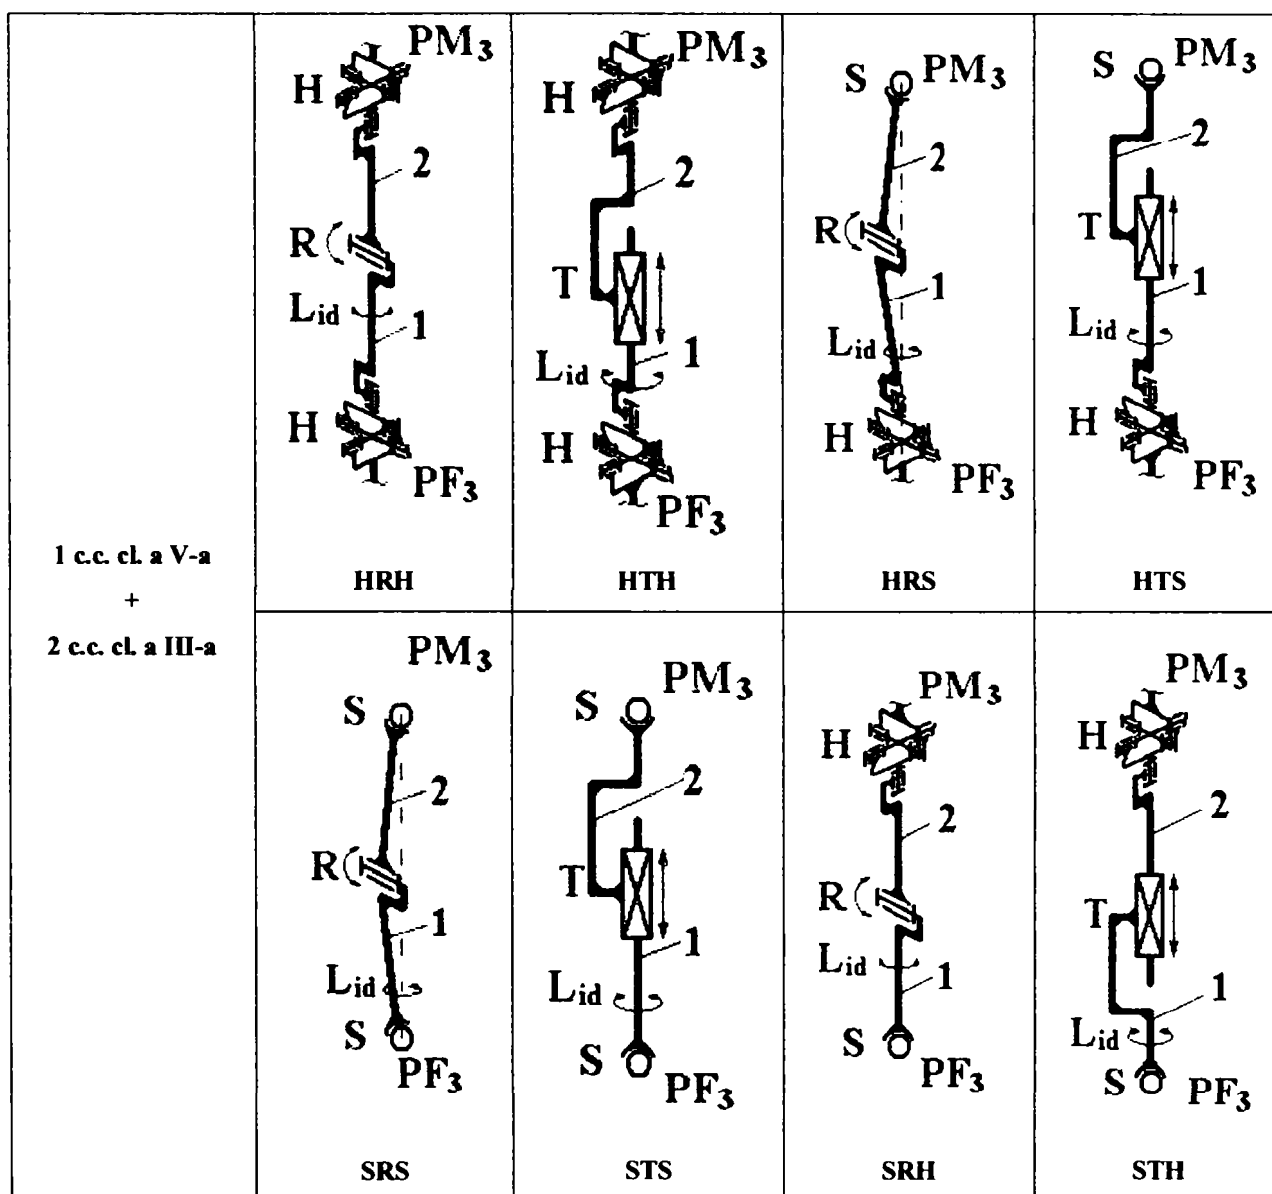 1 c.c. cl. a V-a
+
2 c.c. cl. a III-a
PM3
H
2
R
Lid
1
H
PF3
HRH
PM3
H
2
T
1
Lid
H
PF3
HTH
S
PM3
2
R
1
Lid
H
PF3
HRS
S
PM3
2
T
1
Lid
H
PF3
HTS
PM3
S
2
R
1
Lid
S
PF3
SRS
PM3
S
2
T
1
Lid
S
PF3
STS
PM3
H
2
R
Lid
1
S
PF3
SRH
PM3
H
2
T
1
Lid
S
PF3
STH